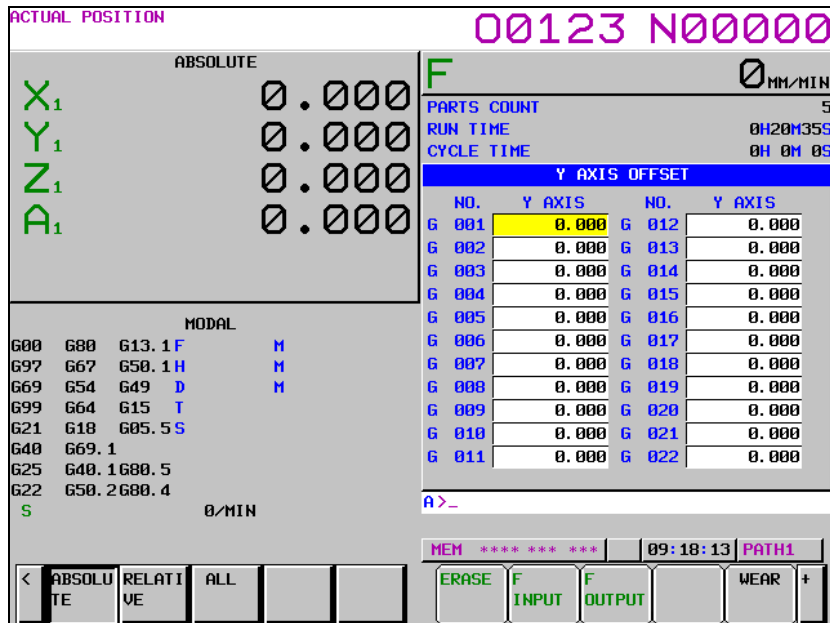 ACTUAL POSITION
O0123 N00000
ABSOLUTE
X1 0.000
Y1 0.000
Z1 0.000
A1 0.000
F 0 MM/MIN
PARTS COUNT 5
RUN TIME 0H20M35S
CYCLE TIME 0H 0M 0S
Y AXIS OFFSET
NO. Y AXIS NO. Y AXIS
G 001 0.000 G 012 0.000
G 002 0.000 G 013 0.000
G 003 0.000 G 014 0.000
G 004 0.000 G 015 0.000
G 005 0.000 G 016 0.000
G 006 0.000 G 017 0.000
G 007 0.000 G 018 0.000
G 008 0.000 G 019 0.000
G 009 0.000 G 020 0.000
G 010 0.000 G 021 0.000
G 011 0.000 G 022 0.000
MODAL
G00 G80 G13.1 F M
G97 G67 G50.1 H M
G69 G54 G49 D M
G99 G64 G15 T
G21 G18 G05.5 S
G40 G69.1
G25 G40.1 G80.5
G22 G50.2 G80.4
S 0/MIN
A>_
MEM **** *** *** 09:18:13 PATH1
< ABSOLU RELATI ALL
TE VE
ERASE F F WEAR +
INPUT OUTPUT